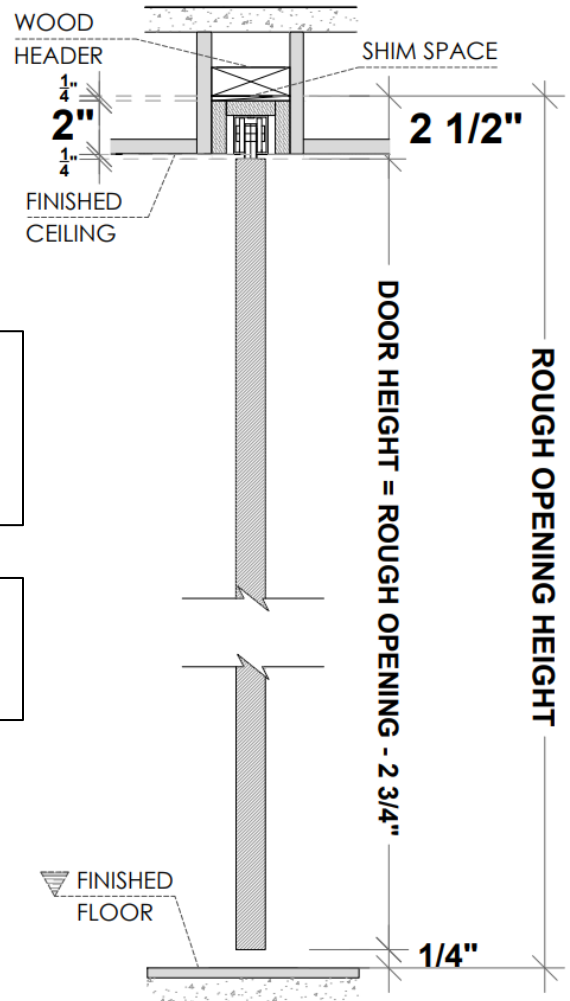 WOOD
HEADER
SHIM SPACE
1/4"
2"
1/4"
2 1/2"
FINISHED
CEILING
DOOR HEIGHT = ROUGH OPENING - 2 3/4"
ROUGH OPENING HEIGHT
FINISHED
FLOOR
1/4"